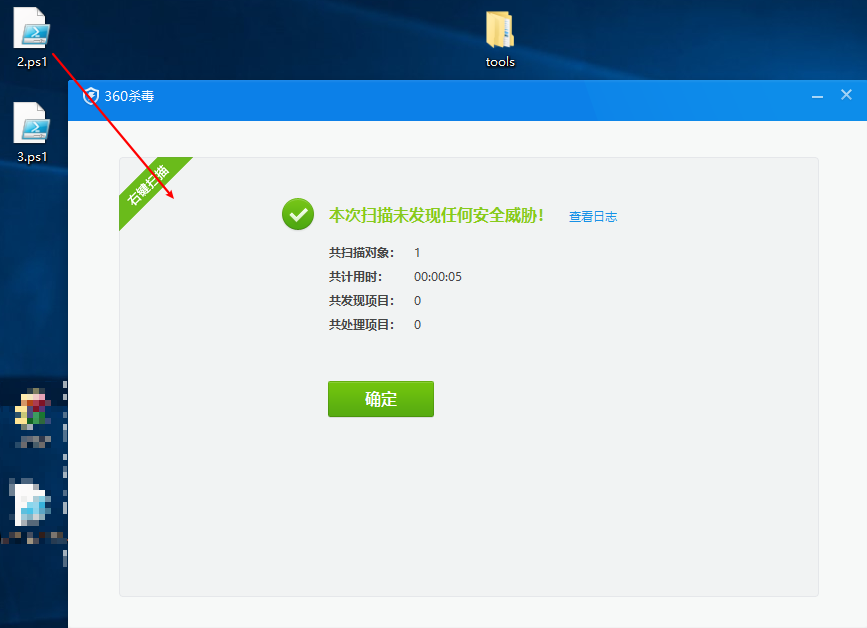 2.ps1
tools
360杀毒
3.ps1
右键扫描
本次扫描未发现任何安全威胁! 查看日志
共扫描对象: 1
共计用时: 00:00:05
共发现项目: 0
共处理项目: 0
确定